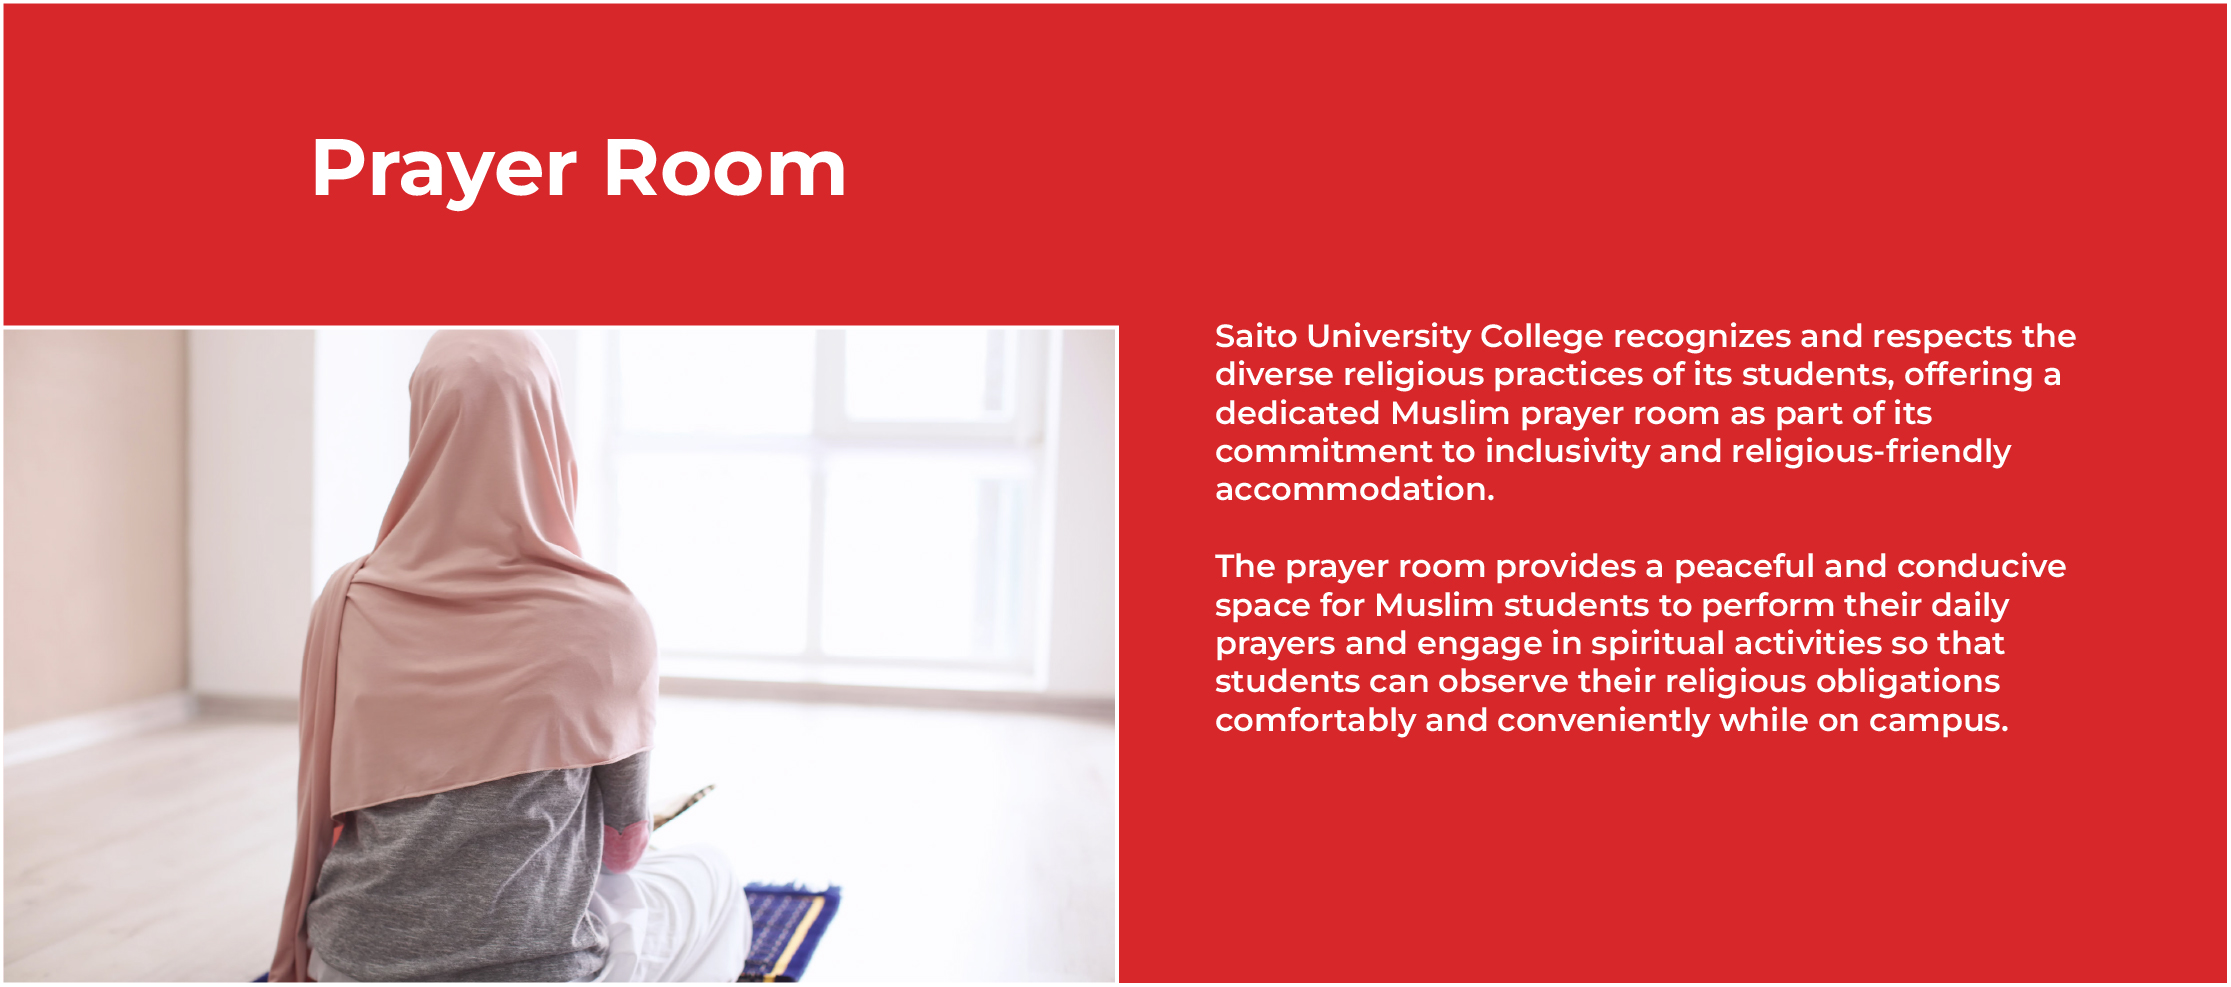 Prayer Room
Saito University College recognizes and respects the
diverse religious practices of its students, offering a
dedicated Muslim prayer room as part of its
commitment to inclusivity and religious-friendly
accommodation.
The prayer room provides a peaceful and conducive
space for Muslim students to perform their daily
prayers and engage in spiritual activities so that
students can observe their religious obligations
comfortably and conveniently while on campus.